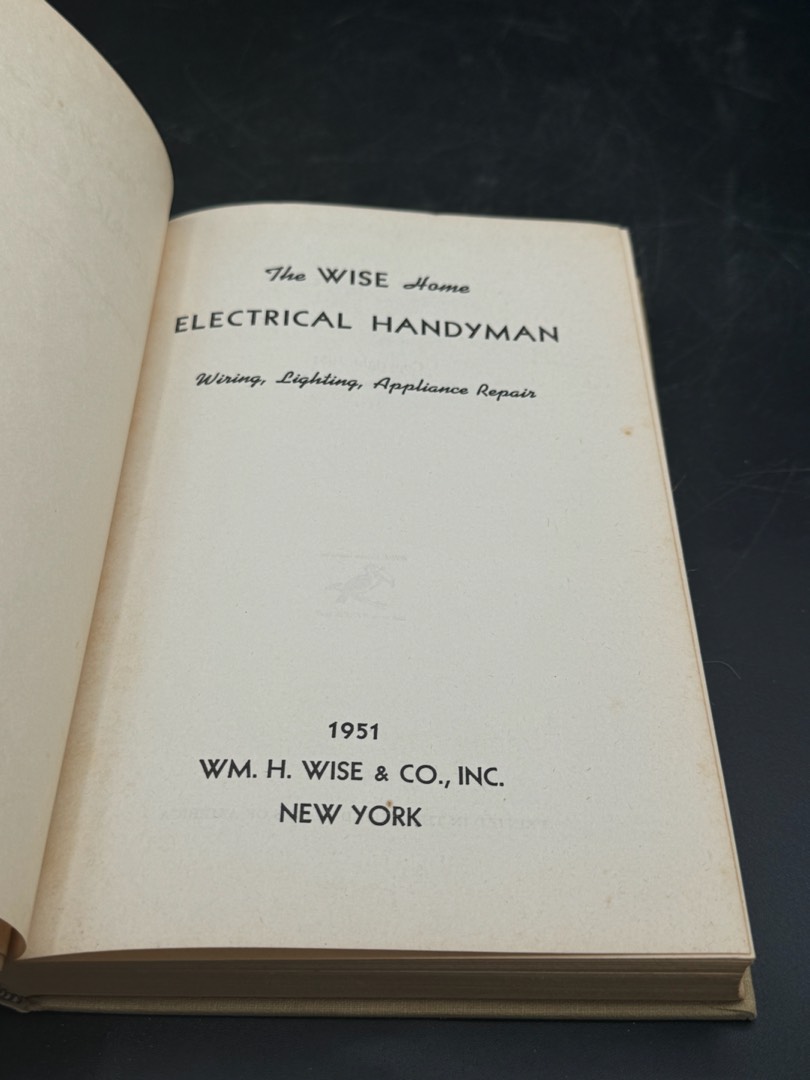 The WISE Home
ELECTRICAL HANDYMAN
Wiring, Lighting, Appliance Repair
1951
WM. H. WISE & CO., INC.
NEW YORK